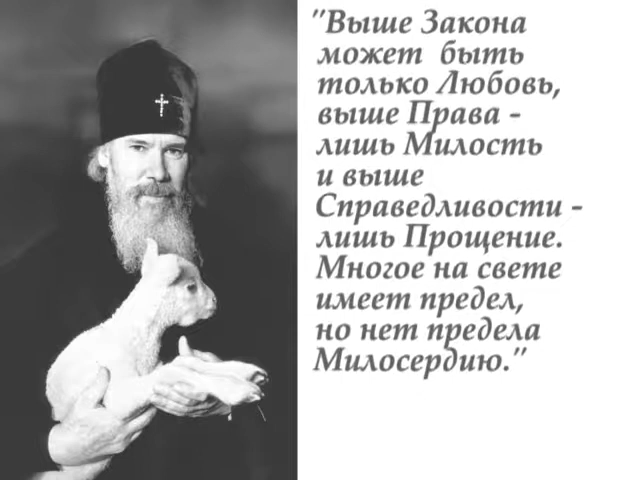 "Выше Закона
может быть
только Любовь,
выше Права -
лишь Милость
и выше
Справедливости -
лишь Прощение.
Многое на свете
имеет предел,
но нет предела
Милосердию."